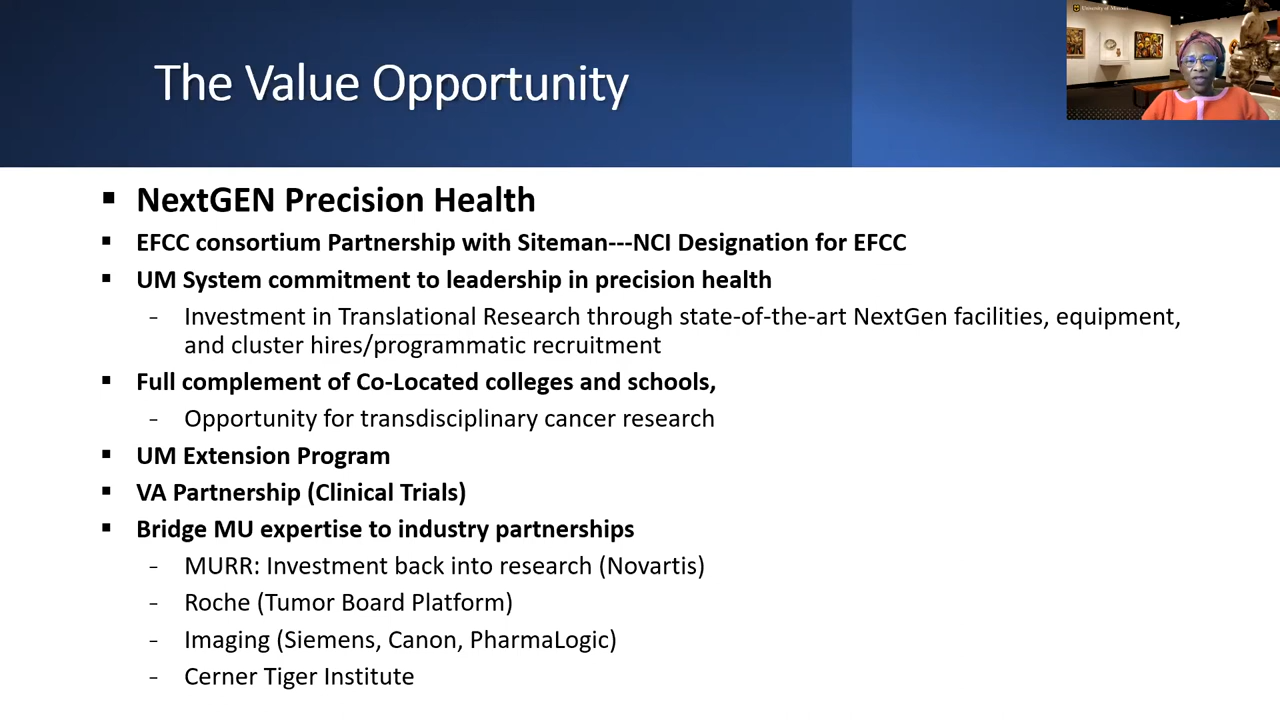 The Value Opportunity
University of Missouri
▪ NextGEN Precision Health
▪ EFCC consortium Partnership with Siteman---NCI Designation for EFCC
▪ UM System commitment to leadership in precision health
- Investment in Translational Research through state-of-the-art NextGen facilities, equipment,
and cluster hires/programmatic recruitment
▪ Full complement of Co-Located colleges and schools,
- Opportunity for transdisciplinary cancer research
▪ UM Extension Program
▪ VA Partnership (Clinical Trials)
▪ Bridge MU expertise to industry partnerships
- MURR: Investment back into research (Novartis)
- Roche (Tumor Board Platform)
- Imaging (Siemens, Canon, PharmaLogic)
- Cerner Tiger Institute